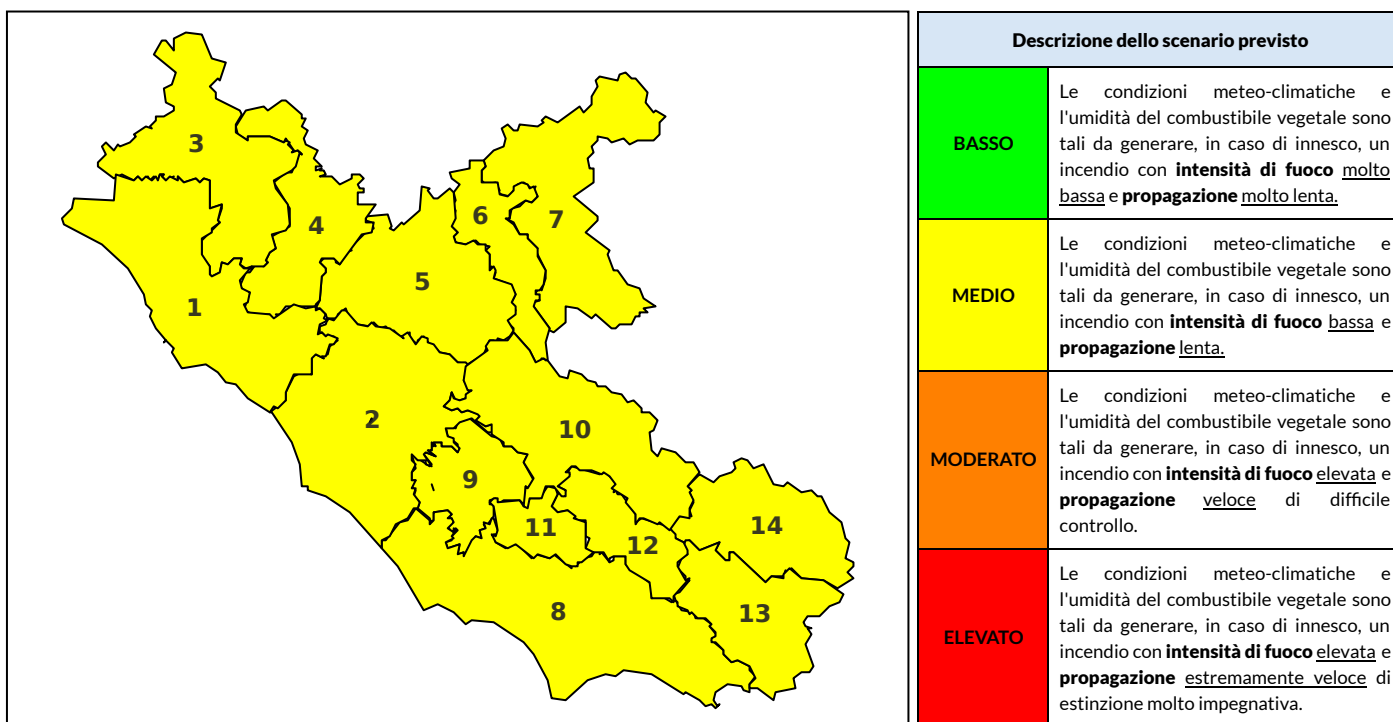 3
4
6
7
5
1
2
10
9
11
12
14
8
13
Descrizione dello scenario previsto
BASSO
Le condizioni meteo-climatiche e
l'umidità del combustibile vegetale sono
tali da generare, in caso di innesco, un
incendio con intensità di fuoco molto
bassa e propagazione molto lenta.
MEDIO
Le condizioni meteo-climatiche e
l'umidità del combustibile vegetale sono
tali da generare, in caso di innesco, un
incendio con intensità di fuoco bassa e
propagazione lenta.
MODERATO
Le condizioni meteo-climatiche e
l'umidità del combustibile vegetale sono
tali da generare, in caso di innesco, un
incendio con intensità di fuoco elevata e
propagazione veloce di difficile
controllo.
ELEVATO
Le condizioni meteo-climatiche e
l'umidità del combustibile vegetale sono
tali da generare, in caso di innesco, un
incendio con intensità di fuoco elevata e
propagazione estremamente veloce di
estinzione molto impegnativa.